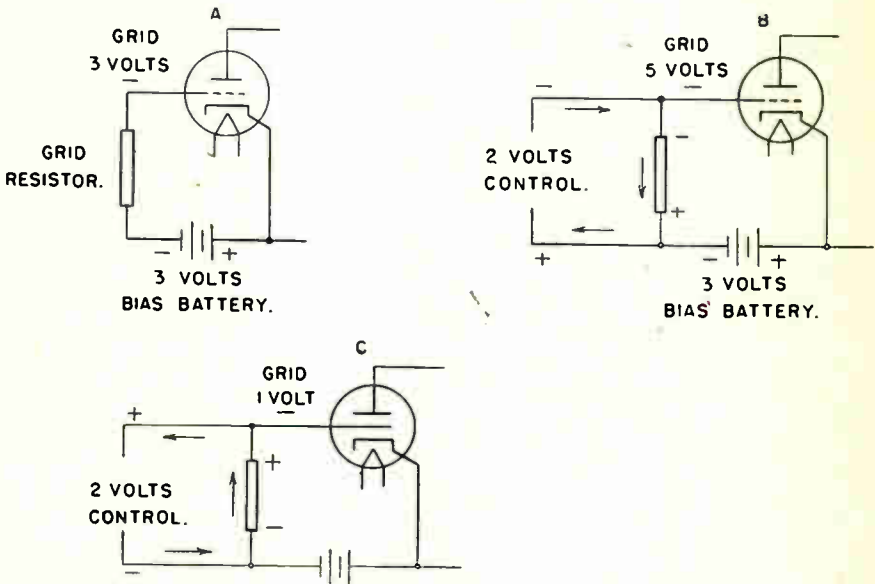 A
GRID
3 VOLTS
−
GRID
RESISTOR.
− +
3 VOLTS
BIAS BATTERY.
B
GRID
5 VOLTS
−
−
2 VOLTS
CONTROL.
−
+
+
− +
3 VOLTS
BIAS BATTERY.
C
GRID
1 VOLT
−
+
2 VOLTS
CONTROL.
+
−
−